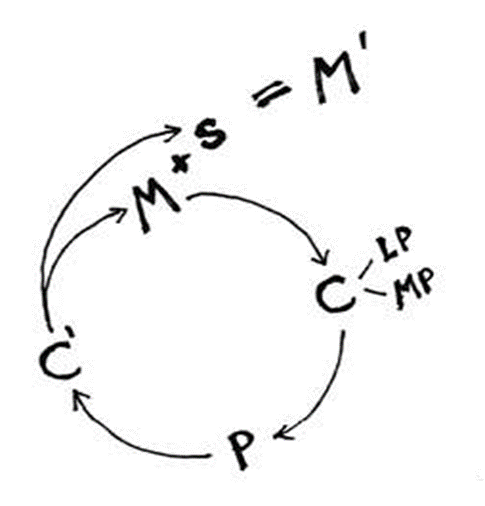 M + S = M'
C
LP
MP
P
C'